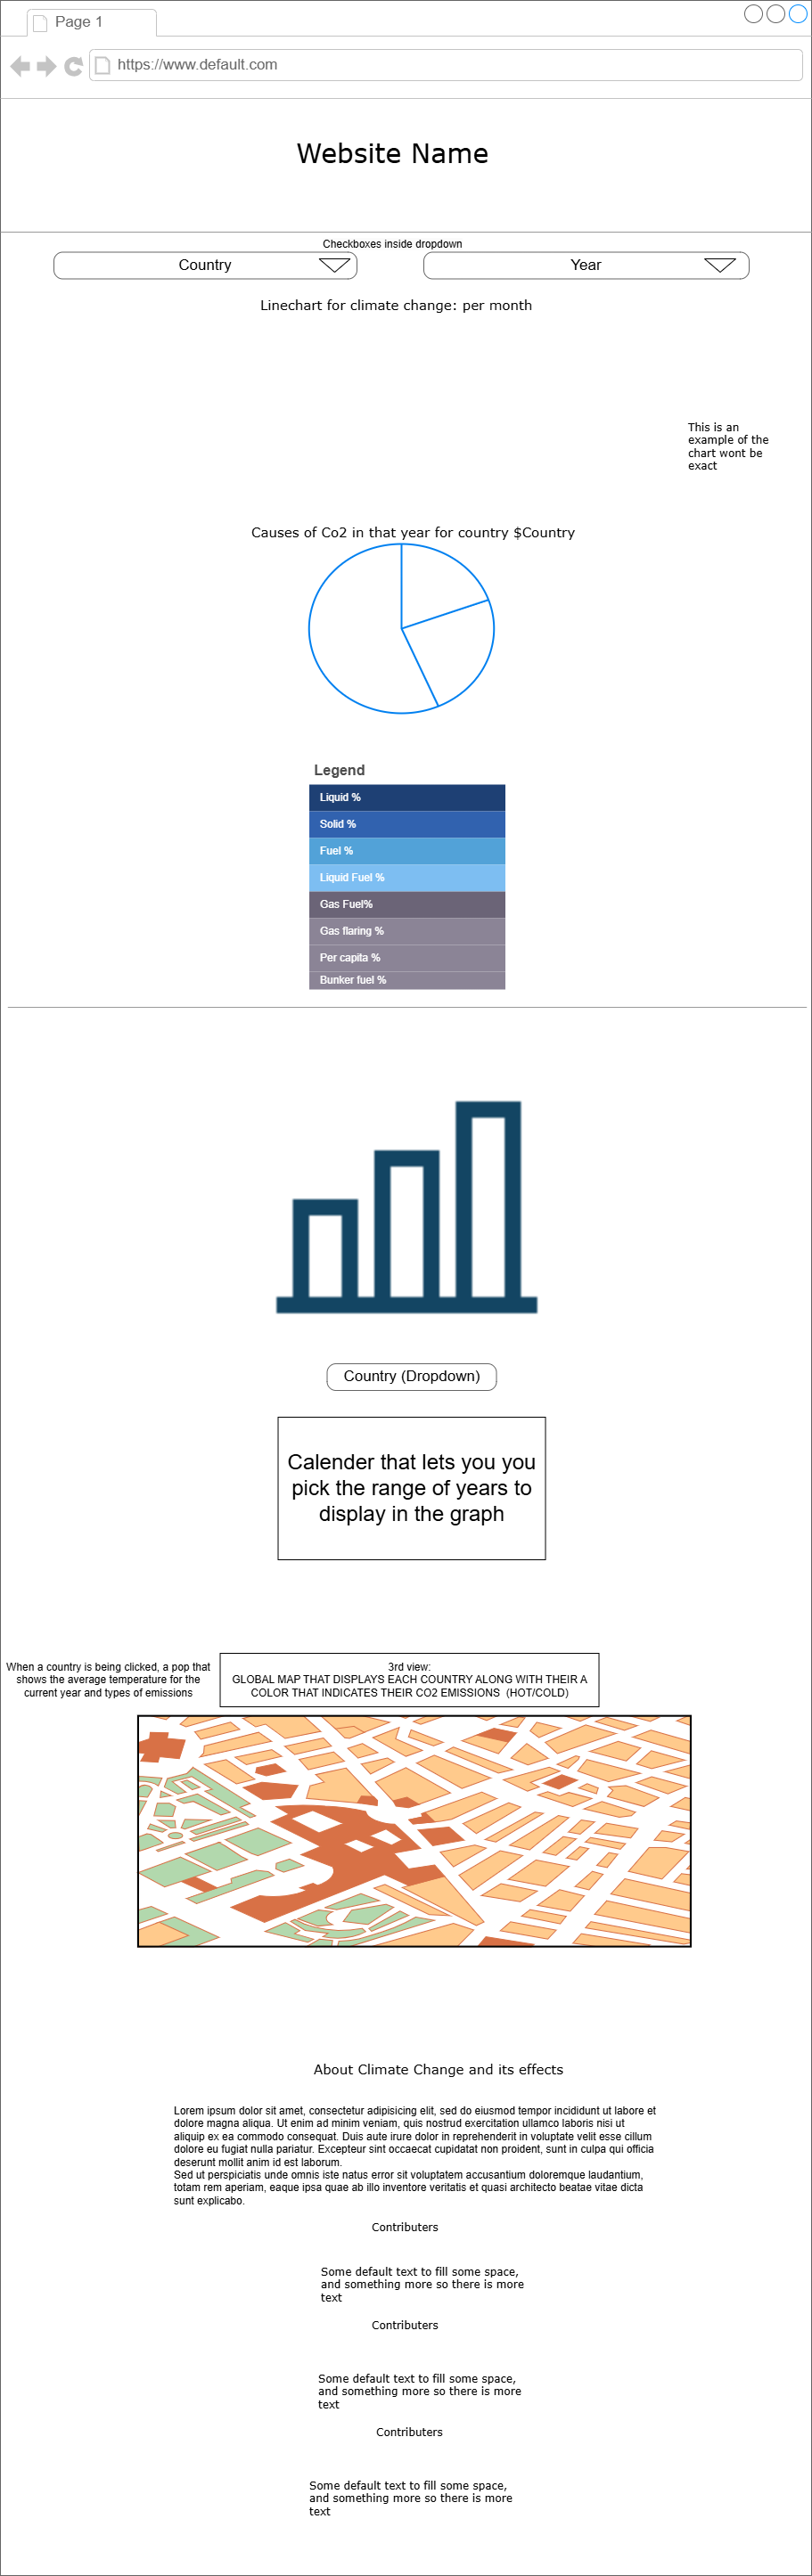 Page 1
https://www.default.com
Website Name
Checkboxes inside dropdown
Country
Year
Linechart for climate change: per month
This is an
example of the
chart wont be
exact
Causes of Co2 in that year for country $Country
Legend
Liquid %
Solid %
Fuel %
Liquid Fuel %
Gas Fuel%
Gas flaring %
Per capita %
Bunker fuel %
Country (Dropdown)
Calender that lets you you
pick the range of years to
display in the graph
When a country is being clicked, a pop that
shows the average temperature for the
current year and types of emissions
3rd view:
GLOBAL MAP THAT DISPLAYS EACH COUNTRY ALONG WITH THEIR A
COLOR THAT INDICATES THEIR CO2 EMISSIONS (HOT/COLD)
About Climate Change and its effects
Lorem ipsum dolor sit amet, consectetur adipisicing elit, sed do eiusmod tempor incididunt ut labore et
dolore magna aliqua. Ut enim ad minim veniam, quis nostrud exercitation ullamco laboris nisi ut
aliquip ex ea commodo consequat. Duis aute irure dolor in reprehenderit in voluptate velit esse cillum
dolore eu fugiat nulla pariatur. Excepteur sint occaecat cupidatat non proident, sunt in culpa qui officia
deserunt mollit anim id est laborum.
Sed ut perspiciatis unde omnis iste natus error sit voluptatem accusantium doloremque laudantium,
totam rem aperiam, eaque ipsa quae ab illo inventore veritatis et quasi architecto beatae vitae dicta
sunt explicabo.
Contributers
Some default text to fill some space,
and something more so there is more
text
Contributers
Some default text to fill some space,
and something more so there is more
text
Contributers
Some default text to fill some space,
and something more so there is more
text